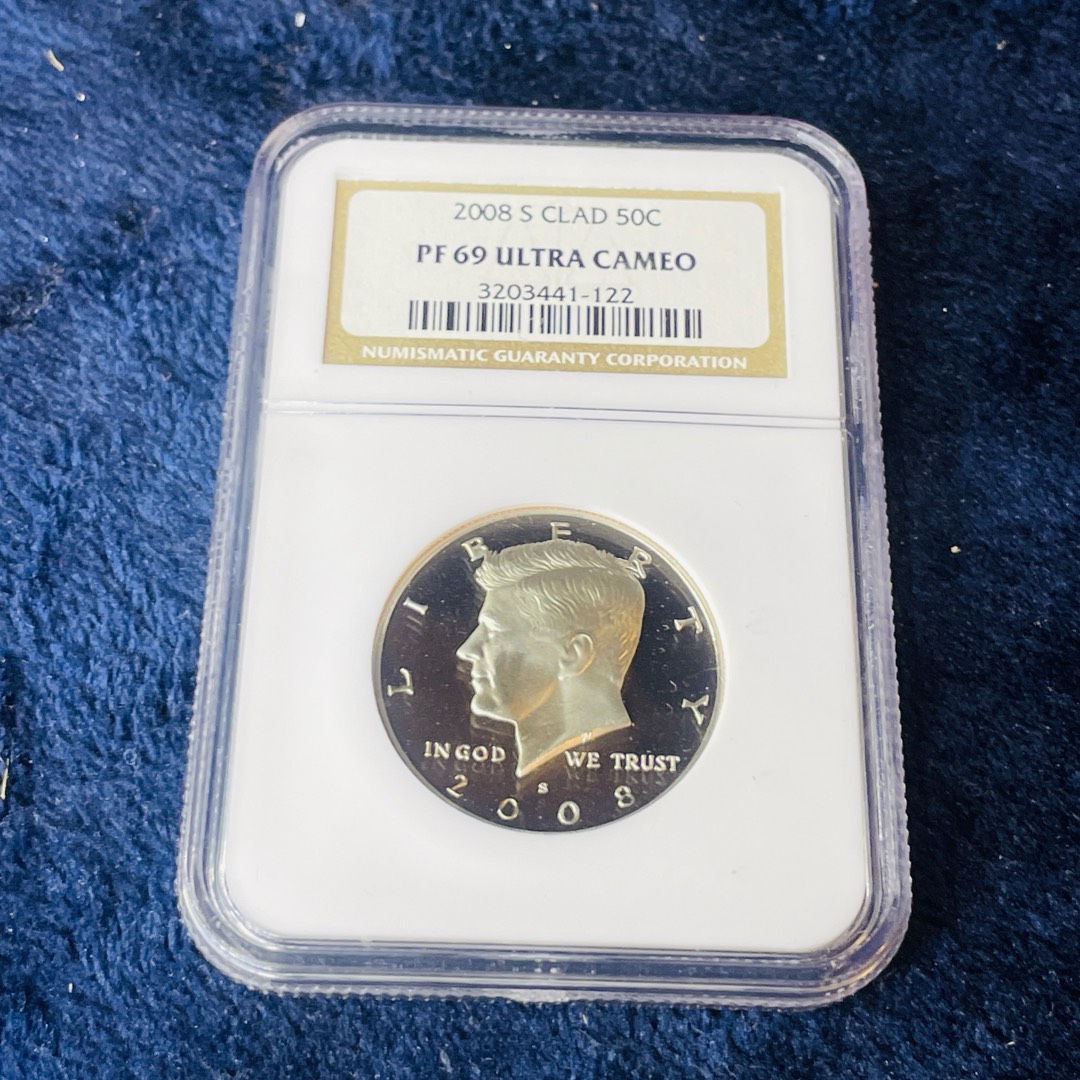 2008 S CLAD 50C
PF 69 ULTRA CAMEO
3203441-122
NUMISMATIC GUARANTY CORPORATION
LIBERTY
IN GOD WE TRUST
S
2008